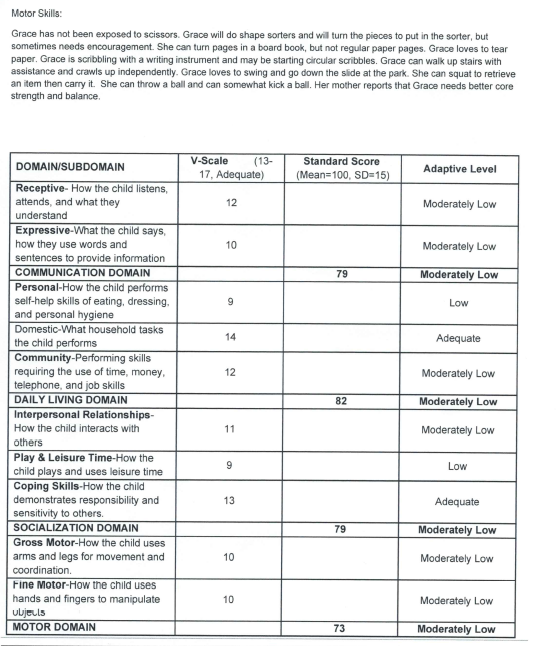 Motor Skills:
Grace has not been exposed to scissors. Grace will do shape sorters and will turn the pieces to put in the sorter, but
sometimes needs encouragement. She can turn pages in a board book, but not regular paper pages. Grace loves to tear
paper. Grace is scribbling with a writing instrument and may be starting circular scribbles. Grace can walk up stairs with
assistance and crawls up independently. Grace loves to swing and go down the slide at the park. She can squat to retrieve
an item then carry it. She can throw a ball and can somewhat kick a ball. Her mother reports that Grace needs better core
strength and balance.
DOMAIN/SUBDOMAIN V-Scale (13- Standard Score Adaptive Level
17, Adequate) (Mean=100, SD=15)
Receptive- How the child listens,
attends, and what they 12 Moderately Low
understand
Expressive-What the child says,
how they use words and 10 Moderately Low
sentences to provide information
COMMUNICATION DOMAIN 79 Moderately Low
Personal-How the child performs
self-help skills of eating, dressing, 9 Low
and personal hygiene
Domestic-What household tasks 14 Adequate
the child performs
Community-Performing skills
requiring the use of time, money, 12 Moderately Low
telephone, and job skills
DAILY LIVING DOMAIN 82 Moderately Low
Interpersonal Relationships-
How the child interacts with 11 Moderately Low
others
Play & Leisure Time-How the 9 Low
child plays and uses leisure time
Coping Skills-How the child
demonstrates responsibility and 13 Adequate
sensitivity to others.
SOCIALIZATION DOMAIN 79 Moderately Low
Gross Motor-How the child uses
arms and legs for movement and 10 Moderately Low
coordination.
Fine Motor-How the child uses
hands and fingers to manipulate 10 Moderately Low
objects
MOTOR DOMAIN 73 Moderately Low